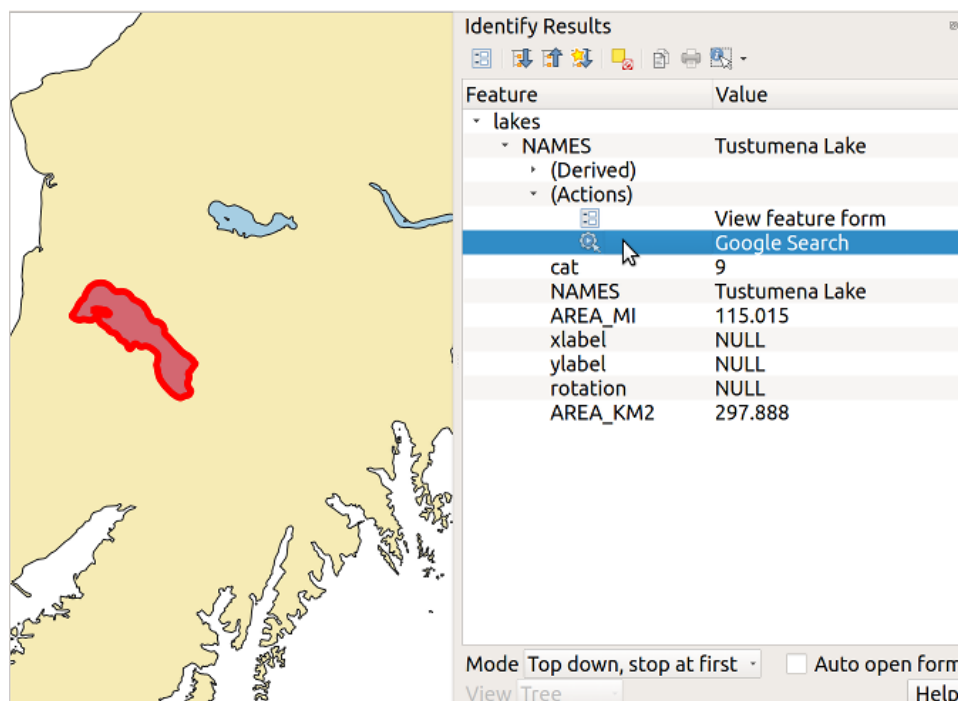 Identify Results
Feature Value
lakes
NAMES Tustumena Lake
(Derived)
(Actions)
View feature form
Google Search
cat 9
NAMES Tustumena Lake
AREA_MI 115.015
xlabel NULL
ylabel NULL
rotation NULL
AREA_KM2 297.888
Mode Top down, stop at first Auto open form
View Tree Help